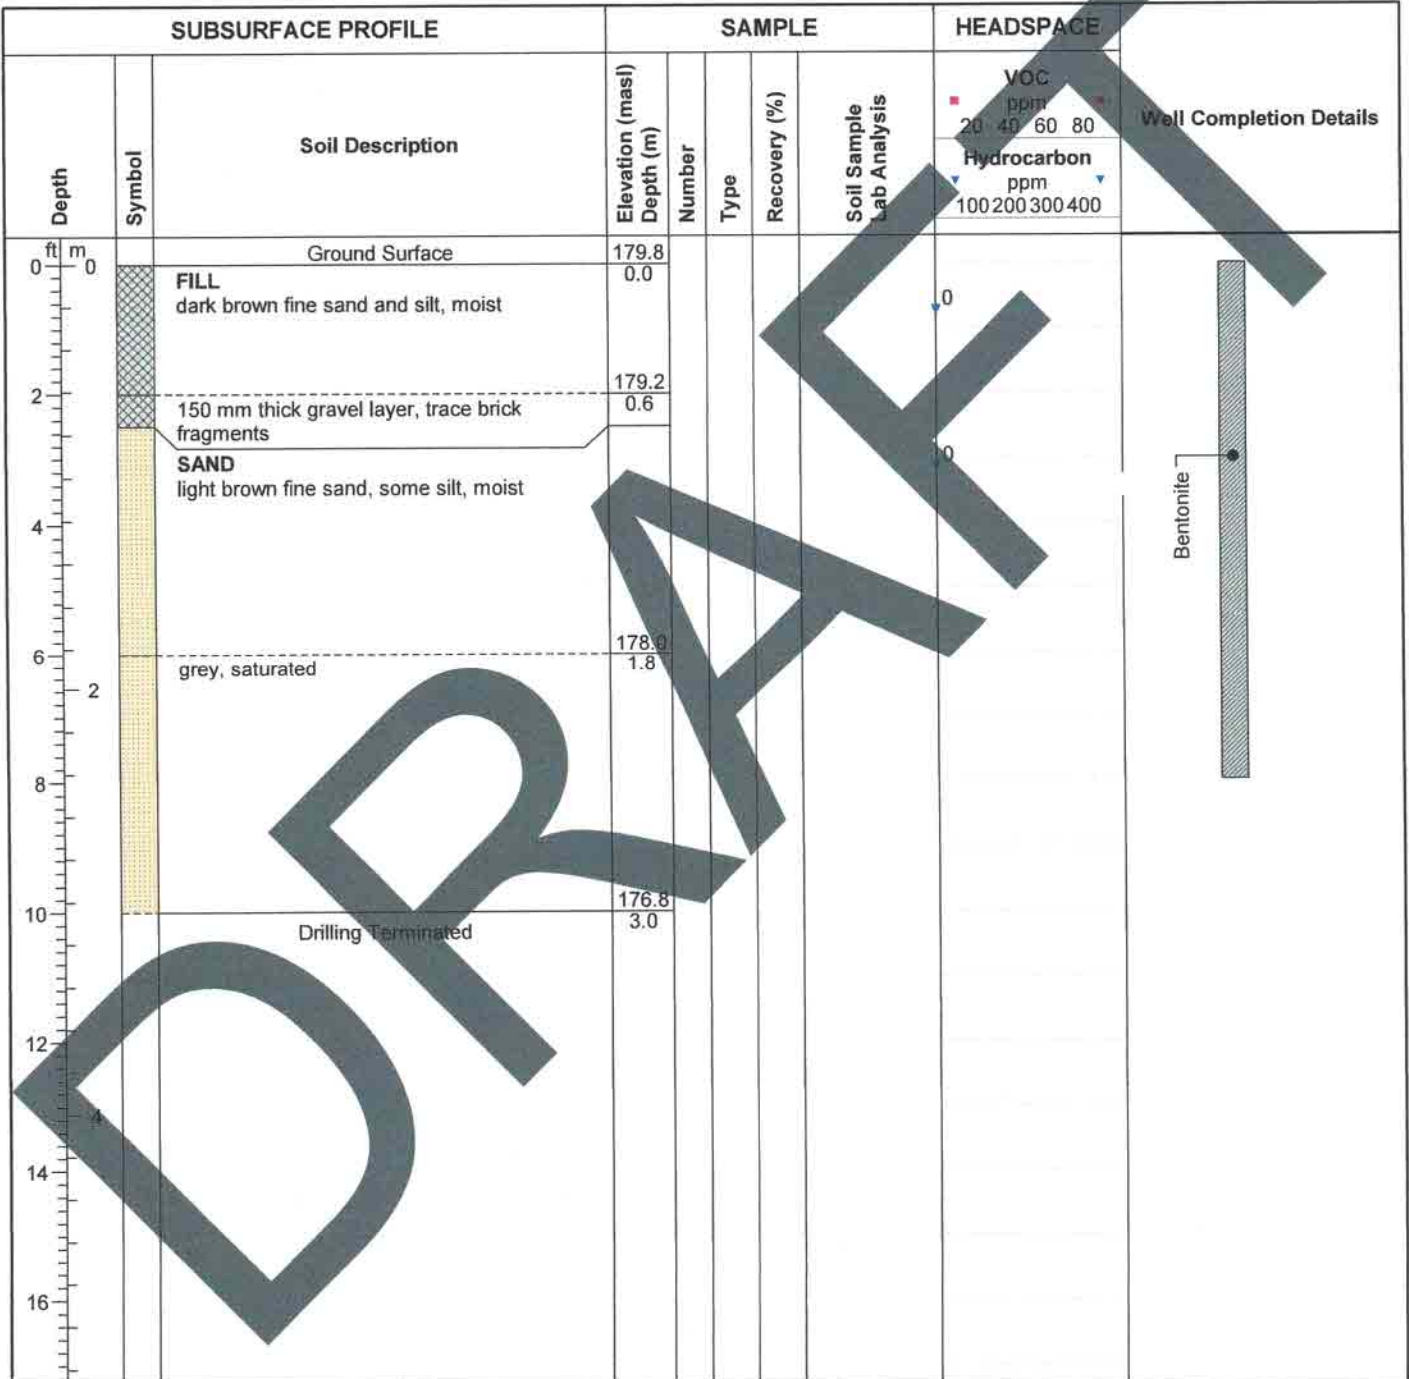 SUBSURFACE PROFILE
SAMPLE
HEADSPACE
Depth
Symbol
Soil Description
Elevation (masl)
Depth (m)
Number
Type
Recovery (%)
Soil Sample
Lab Analysis
VOC
ppm
20 40 60 80
Hydrocarbon
ppm
100 200 300 400
Well Completion Details
ft m
0 0
Ground Surface
179.8
0.0
FILL
dark brown fine sand and silt, moist
0
2
179.2
0.6
150 mm thick gravel layer, trace brick
fragments
SAND
light brown fine sand, some silt, moist
0
Bentonite
4
6
178.0
1.8
grey, saturated
2
8
10
176.8
3.0
Drilling Terminated
12
4
14
16
DRAFT